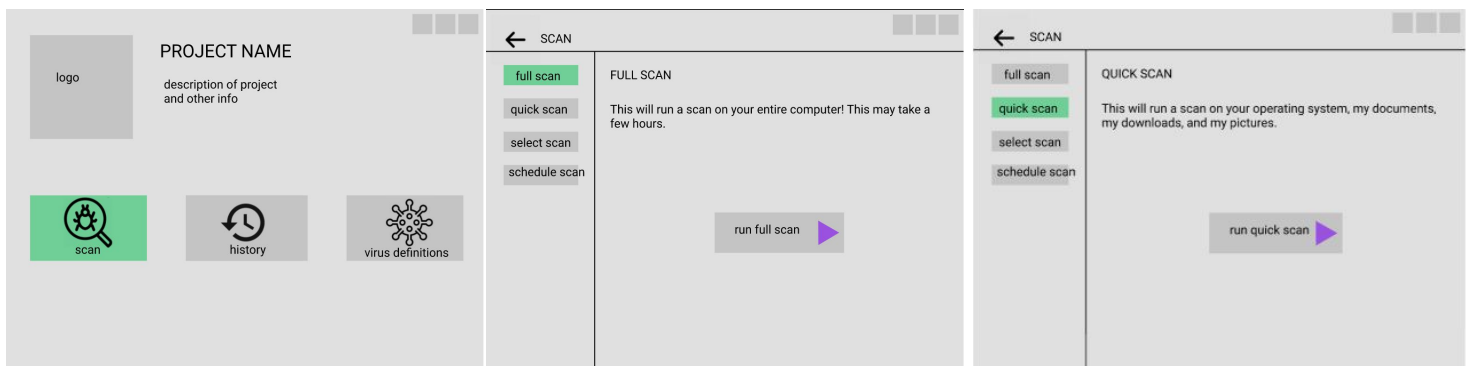 PROJECT NAME
logo
description of project
and other info
scan
history
virus definitions
SCAN
full scan
quick scan
select scan
schedule scan
FULL SCAN
This will run a scan on your entire computer! This may take a
few hours.
run full scan
SCAN
full scan
quick scan
select scan
schedule scan
QUICK SCAN
This will run a scan on your operating system, my documents,
my downloads, and my pictures.
run quick scan